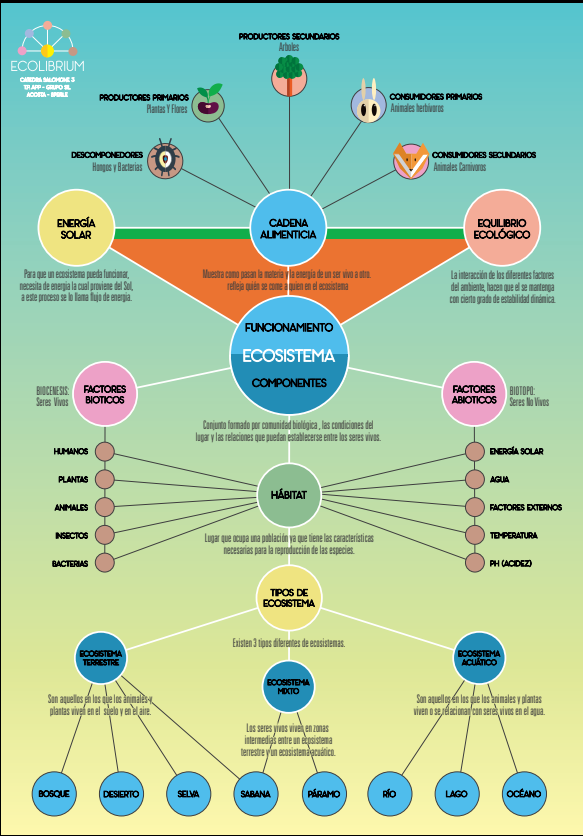 ECOLIBRIUM
CÁTEDRA SALOMONE 3
T.P. APP - GRUPO 12.
ACOSTA - EPERLE
PRODUCTORES SECUNDARIOS
Árboles
PRODUCTORES PRIMARIOS
Plantas Y Flores
CONSUMIDORES PRIMARIOS
Animales herbívoros
DESCOMPONEDORES
Hongos y Bacterias
CONSUMIDORES SECUNDARIOS
Animales Carnívoros
ENERGÍA
SOLAR
CADENA
ALIMENTICIA
EQUILIBRIO
ECOLÓGICO
Para que un ecosistema pueda funcionar,
necesita de energía la cual proviene del Sol,
a este proceso se lo llama flujo de energía.
Muestra como pasan la materia y la energía de un ser vivo a otro.
refleja quién se come a quien en el ecosistema
La interacción de los diferentes factores
del ambiente, hacen que el se mantenga
con cierto grado de estabilidad dinámica.
FUNCIONAMIENTO
ECOSISTEMA
COMPONENTES
BIOCENESIS:
Seres Vivos
FACTORES
BIOTICOS
FACTORES
ABIOTICOS
BIOTOPO:
Seres No Vivos
Conjunto formado por comunidad biológica , las condiciones del
lugar y las relaciones que puedan establecerse entre los seres vivos.
HUMANOS
PLANTAS
ANIMALES
INSECTOS
BACTERIAS
ENERGÍA SOLAR
AGUA
FACTORES EXTERNOS
TEMPERATURA
PH (ACIDEZ)
HÁBITAT
Lugar que ocupa una población ya que tiene las características
necesarias para la reproducción de las especies.
TIPOS DE
ECOSISTEMA
Existen 3 tipos diferentes de ecosistemas.
ECOSISTEMA
TERRESTRE
ECOSISTEMA
MIXTO
ECOSISTEMA
ACUÁTICO
Son aquellos en los que los animales y
plantas viven en el suelo y en el aire.
Los seres vivos viven en zonas
intermedias entre un ecosistema
terrestre y un ecosistema acuático.
Son aquellos en los que los animales y plantas
viven o se relacionan con seres vivos en el agua.
BOSQUE
DESIERTO
SELVA
SABANA
PÁRAMO
RÍO
LAGO
OCÉANO